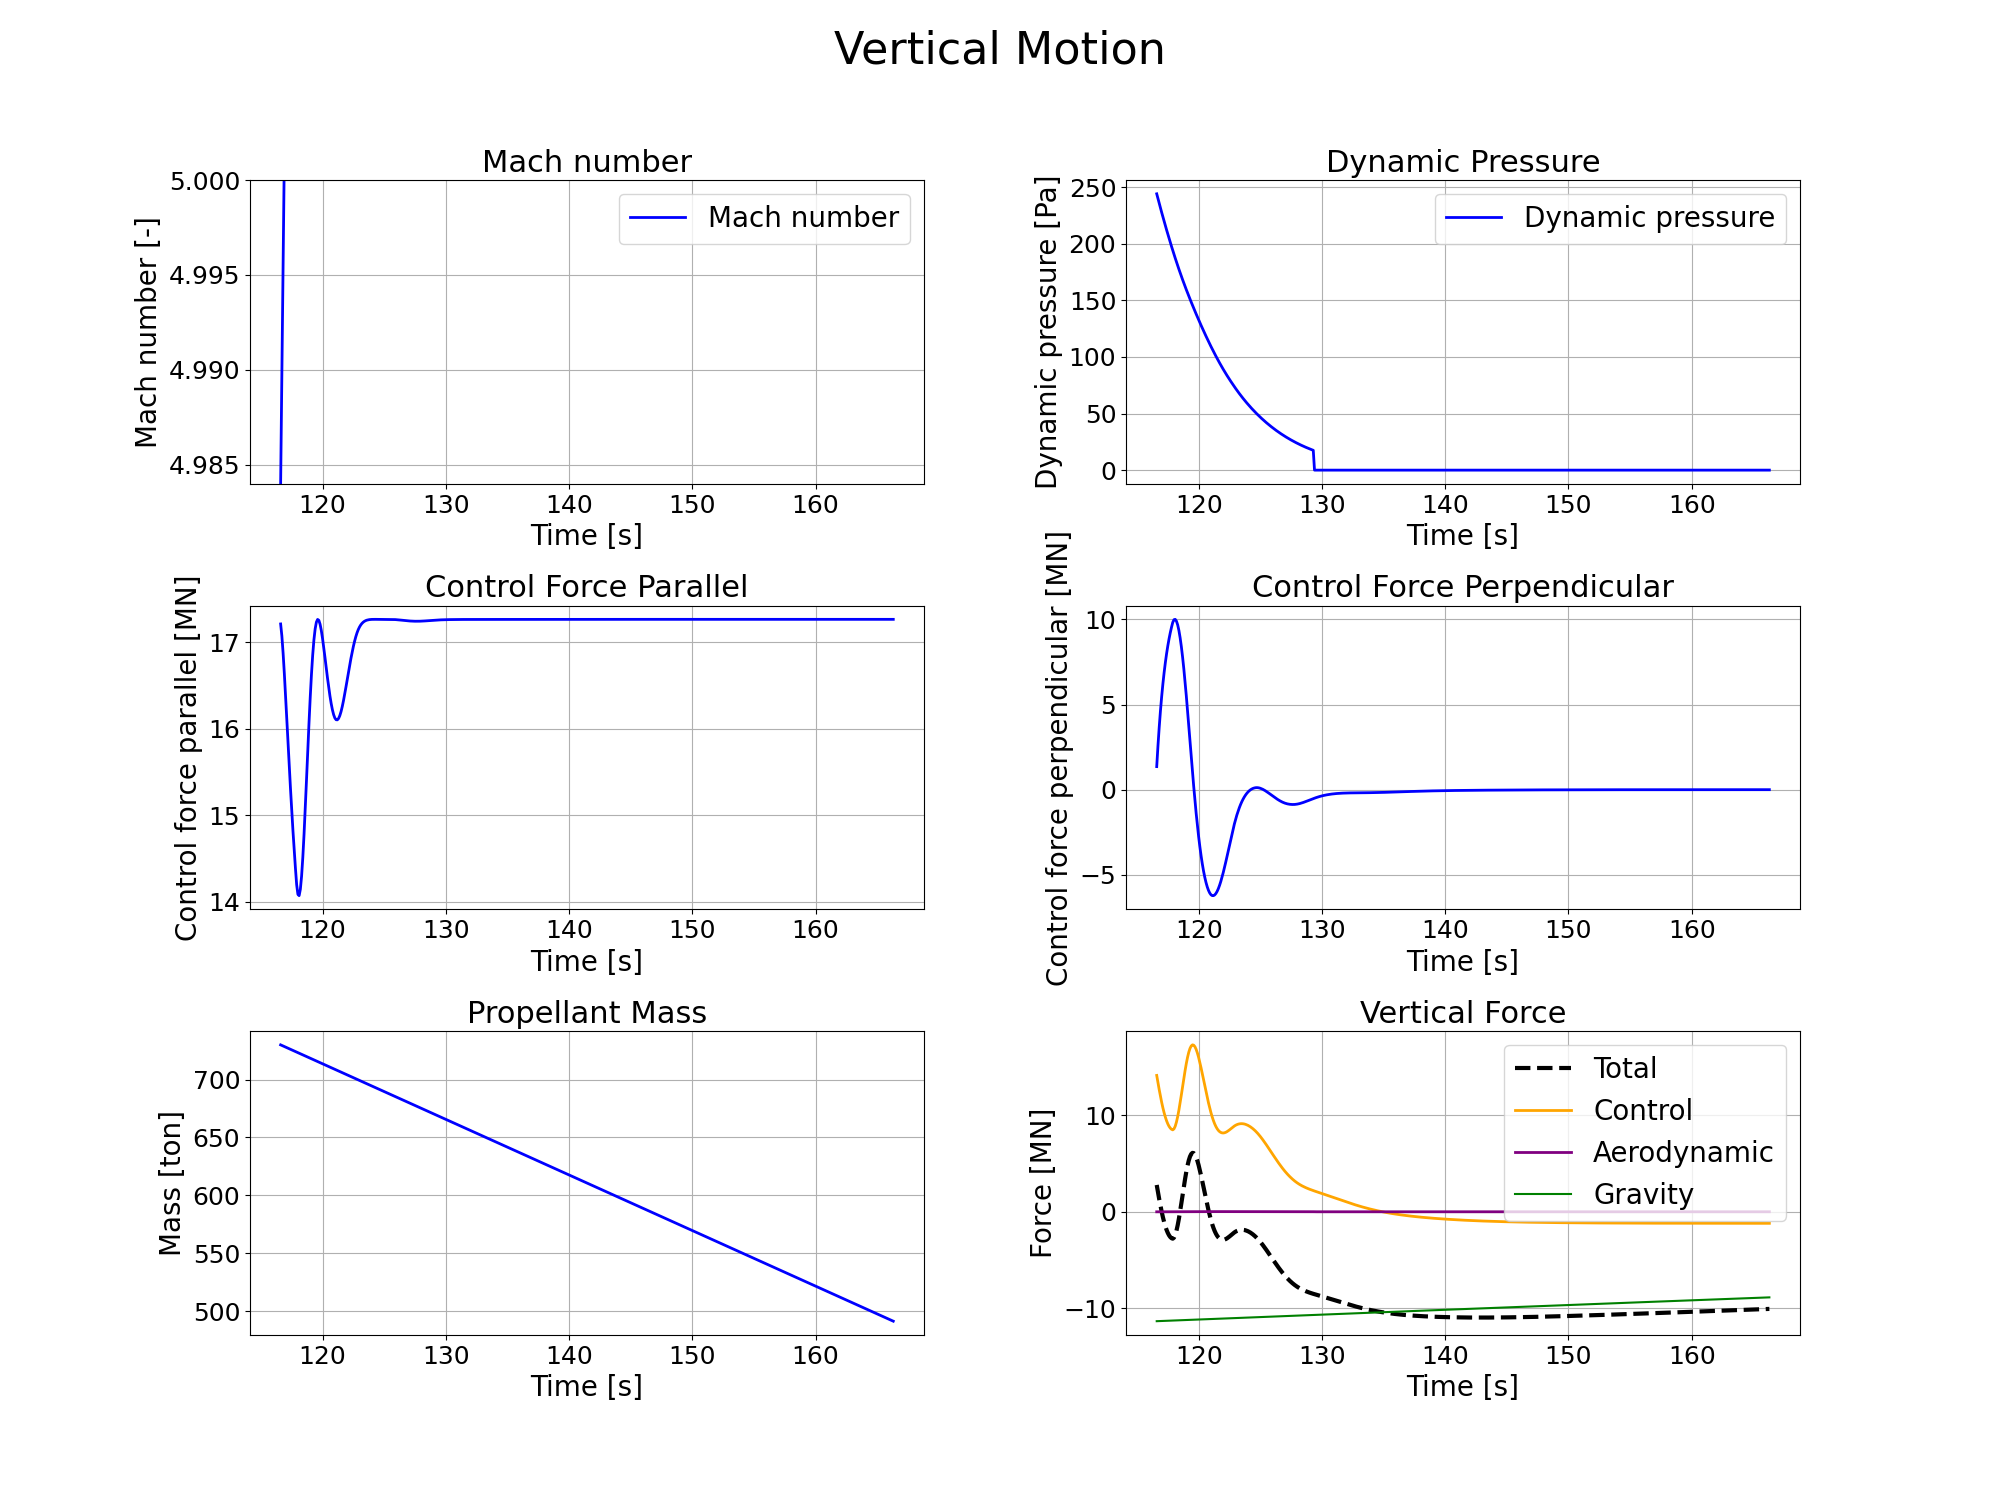 Vertical Motion
Mach number
Mach number [-]
5.000
4.995
4.990
4.985
Mach number
120 130 140 150 160
Time [s]
Dynamic Pressure
Dynamic pressure [Pa]
250
200
150
100
50
0
Dynamic pressure
120 130 140 150 160
Time [s]
Control Force Parallel
Control force parallel [MN]
17
16
15
14
120 130 140 150 160
Time [s]
Control Force Perpendicular
Control force perpendicular [MN]
10
5
0
−5
120 130 140 150 160
Time [s]
Propellant Mass
Mass [ton]
700
650
600
550
500
120 130 140 150 160
Time [s]
Vertical Force
Force [MN]
10
0
−10
Total
Control
Aerodynamic
Gravity
120 130 140 150 160
Time [s]